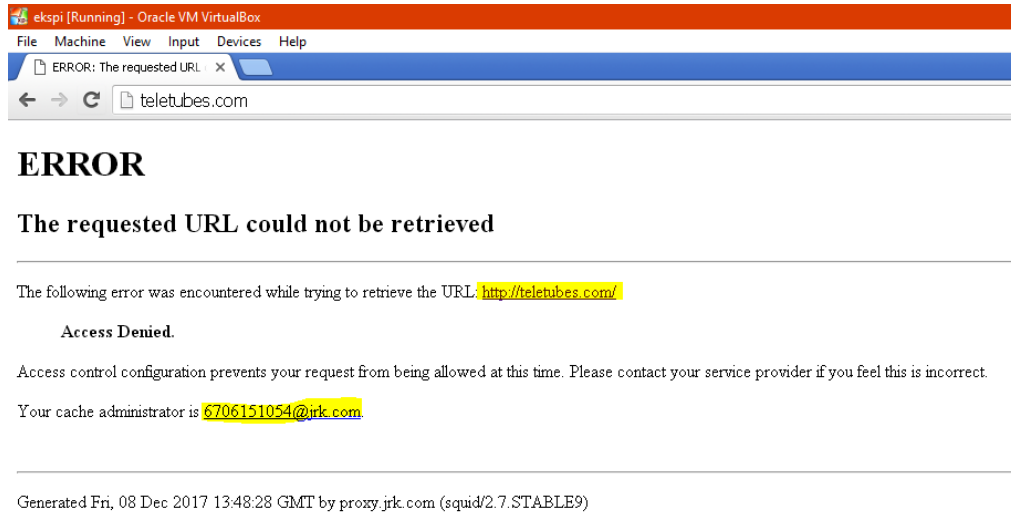 ekspi [Running] - Oracle VM VirtualBox
File Machine View Input Devices Help
ERROR: The requested URL
teletubes.com
ERROR
The requested URL could not be retrieved
The following error was encountered while trying to retrieve the URL: http://teletubes.com/
Access Denied.
Access control configuration prevents your request from being allowed at this time. Please contact your service provider if you feel this is incorrect.
Your cache administrator is 6706151054@jrk.com.
Generated Fri, 08 Dec 2017 13:48:28 GMT by proxy.jrk.com (squid/2.7.STABLE9)